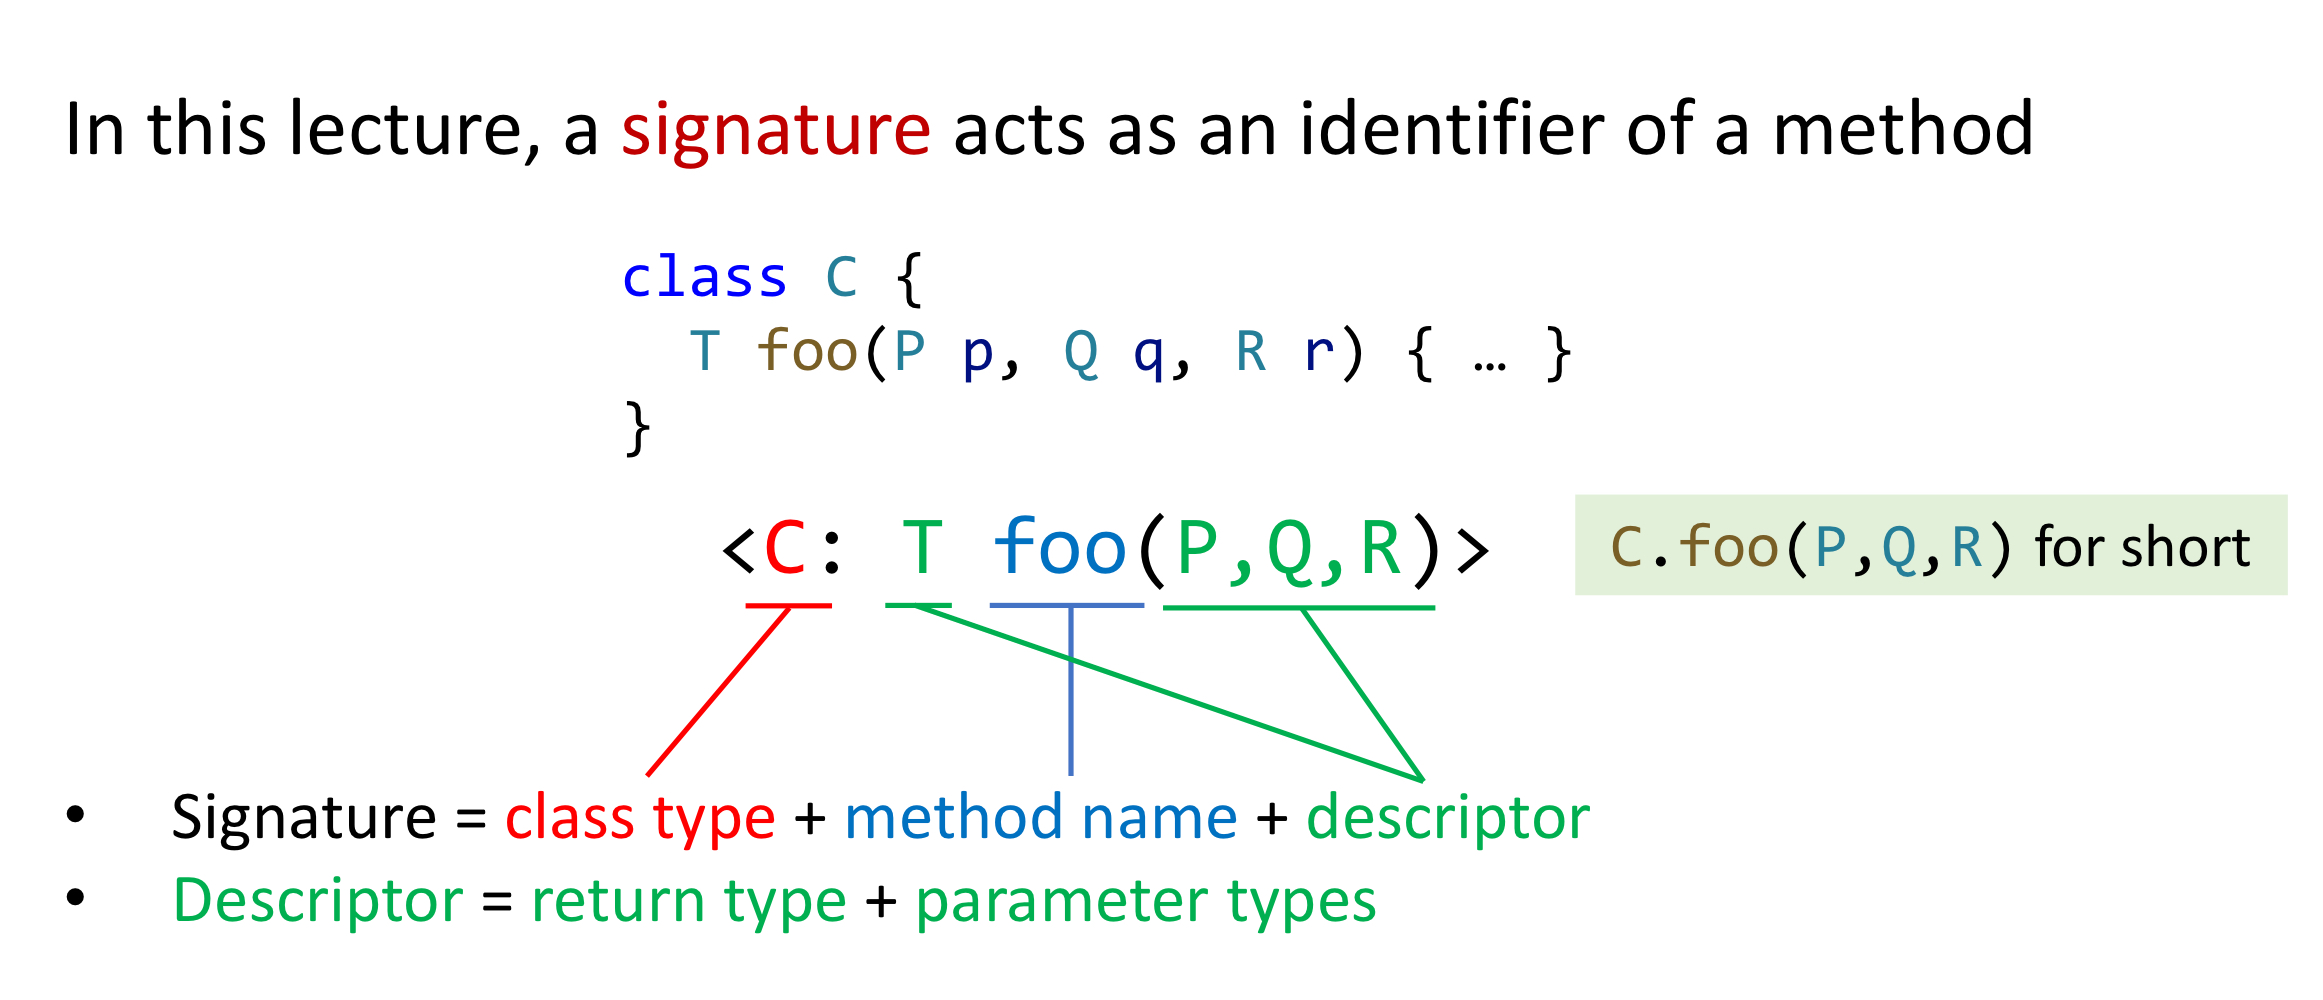 In this lecture, a signature acts as an identifier of a method
class C {
T foo(P p, Q q, R r) { … }
}
<C: T foo(P,Q,R)>
C.foo(P,Q,R) for short
• Signature = class type + method name + descriptor
• Descriptor = return type + parameter types